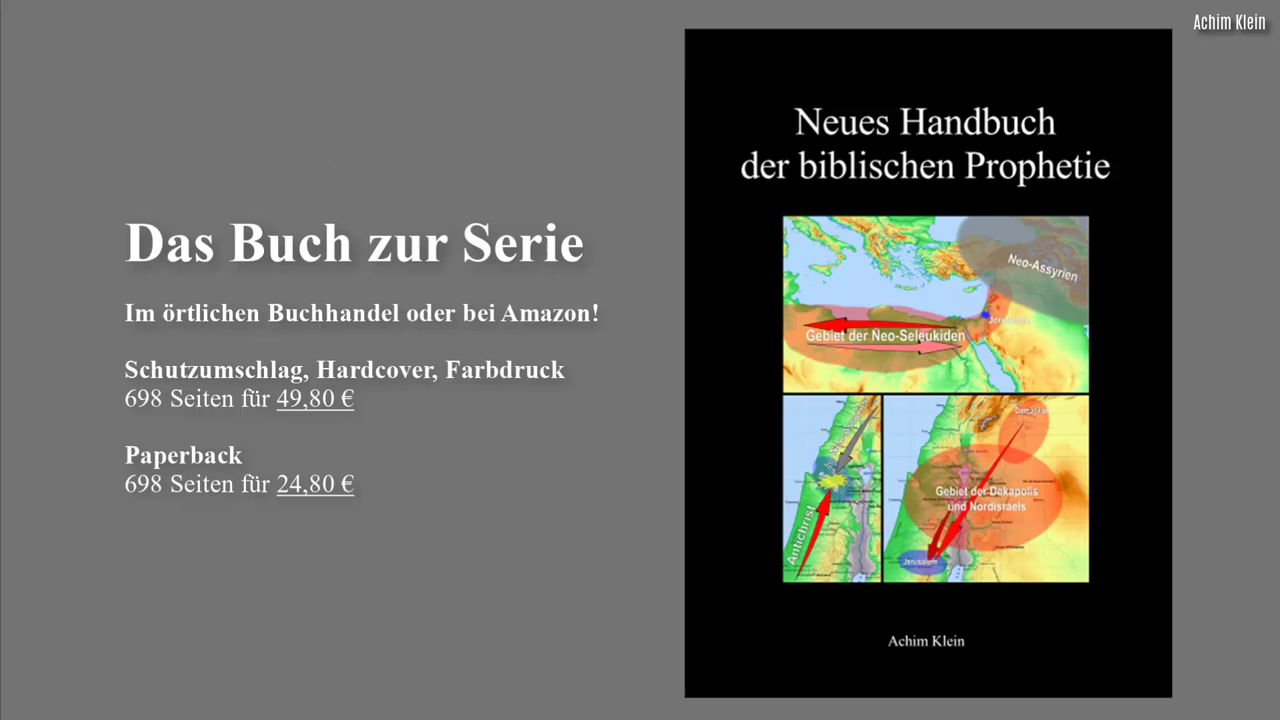 Achim Klein
Das Buch zur Serie
Im örtlichen Buchhandel oder bei Amazon!
Schutzumschlag, Hardcover, Farbdruck
698 Seiten für 49,80 €
Paperback
698 Seiten für 24,80 €
Neues Handbuch
der biblischen Prophetie
Neo-Assyrien
Gebiet der Neo-Seleukiden
Damaskus
Gebiet der Dekapolis
und Nordisraels
Antichrist
Jerusalem
Achim Klein